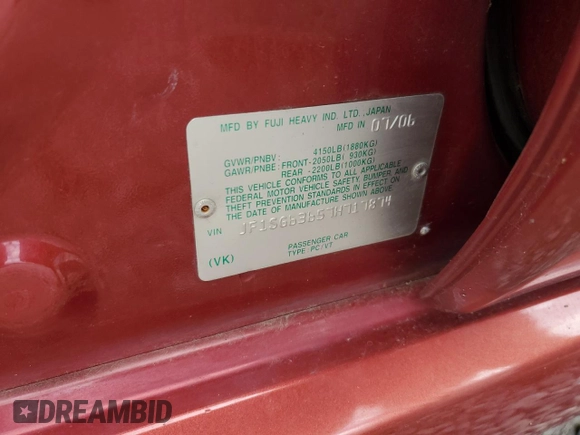 MFD BY FUJI HEAVY IND. LTD., JAPAN
MFD IN 07/06
GVWR/PNBV: 4150LB(1880KG)
GAWR/PNBE: FRONT-2050LB( 930KG)
REAR -2200LB(1000KG)
THIS VEHICLE CONFORMS TO ALL APPLICABLE
FEDERAL MOTOR VEHICLE SAFETY, BUMPER, AND
THEFT PREVENTION STANDARDS IN EFFECT ON
THE DATE OF MANUFACTURE SHOWN ABOVE.
VIN
PASSENGER CAR
(VK) TYPE PC/VT
DREAMBID